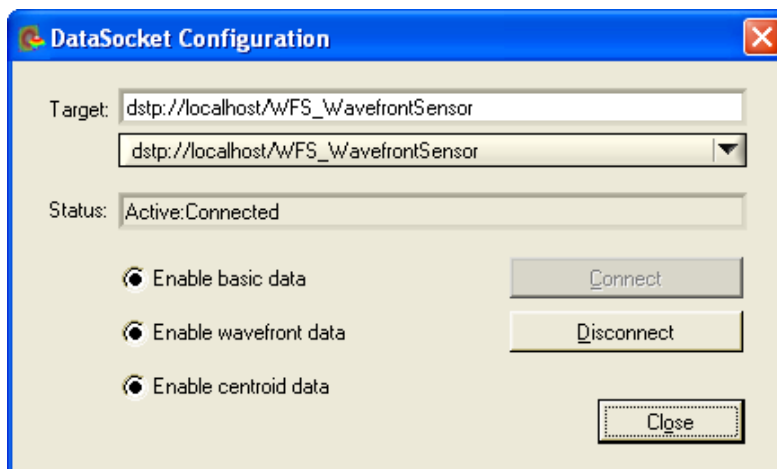 DataSocket Configuration
Target: dstp://localhost/WFS_WavefrontSensor
dstp://localhost/WFS_WavefrontSensor
Status: Active:Connected
Enable basic data Connect
Enable wavefront data Disconnect
Enable centroid data
Close